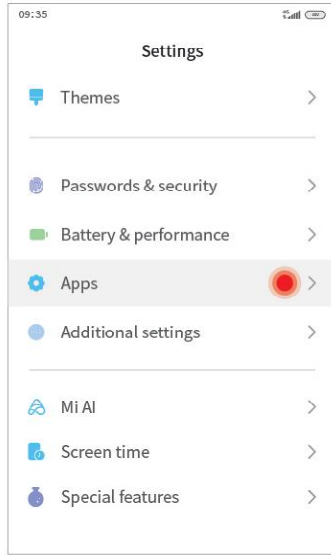 09:35
Settings
Themes
Passwords & security
Battery & performance
Apps
Additional settings
Mi AI
Screen time
Special features